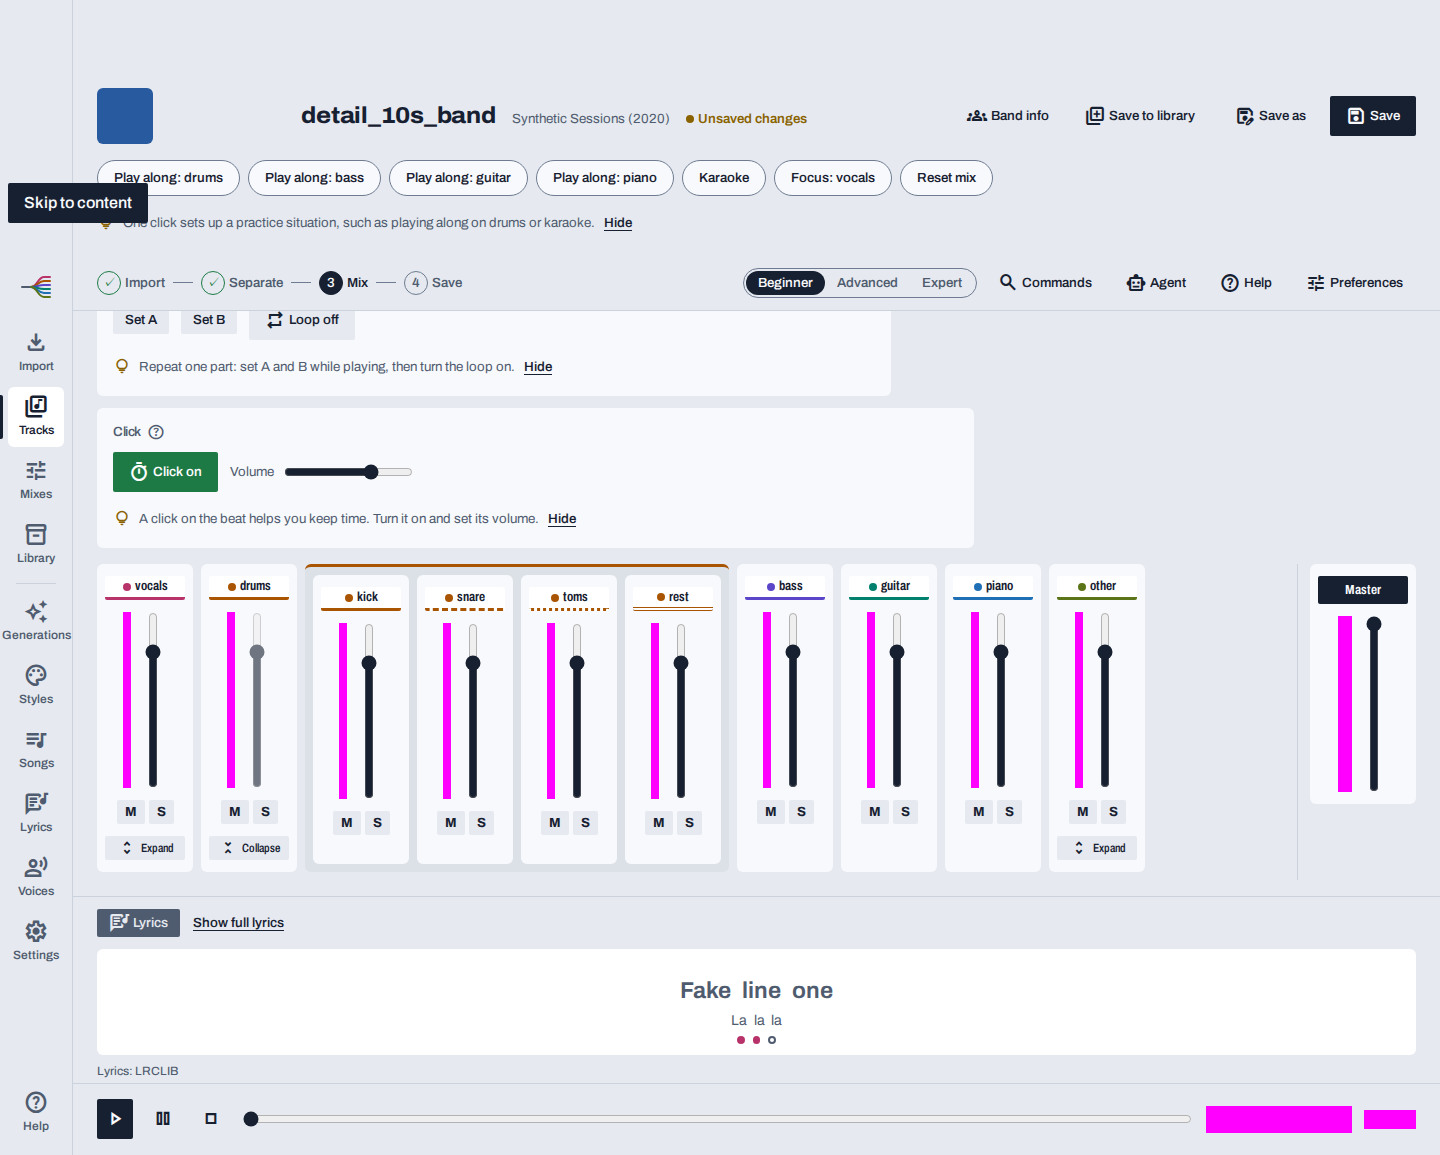 detail_10s_band Synthetic Sessions (2020) Unsaved changes Band info Save to library Save as Save
Play along: drums Play along: bass Play along: guitar Play along: piano Karaoke Focus: vocals Reset mix
Skip to content
click sets up a practice situation, such as playing along on drums or karaoke. Hide
✓ Import ✓ Separate 3 Mix 4 Save Beginner Advanced Expert Commands Agent Help Preferences
Import
Tracks
Mixes
Library
Generations
Styles
Songs
Lyrics
Voices
Settings
Help
Set A Set B Loop off
Repeat one part: set A and B while playing, then turn the loop on. Hide
Click ?
Click on Volume
A click on the beat helps you keep time. Turn it on and set its volume. Hide
vocals drums kick snare toms rest bass guitar piano other Master
M S M S M S M S M S M S M S M S M S M S
Expand Collapse Expand
Lyrics Show full lyrics
Fake line one
La la la
Lyrics: LRCLIB